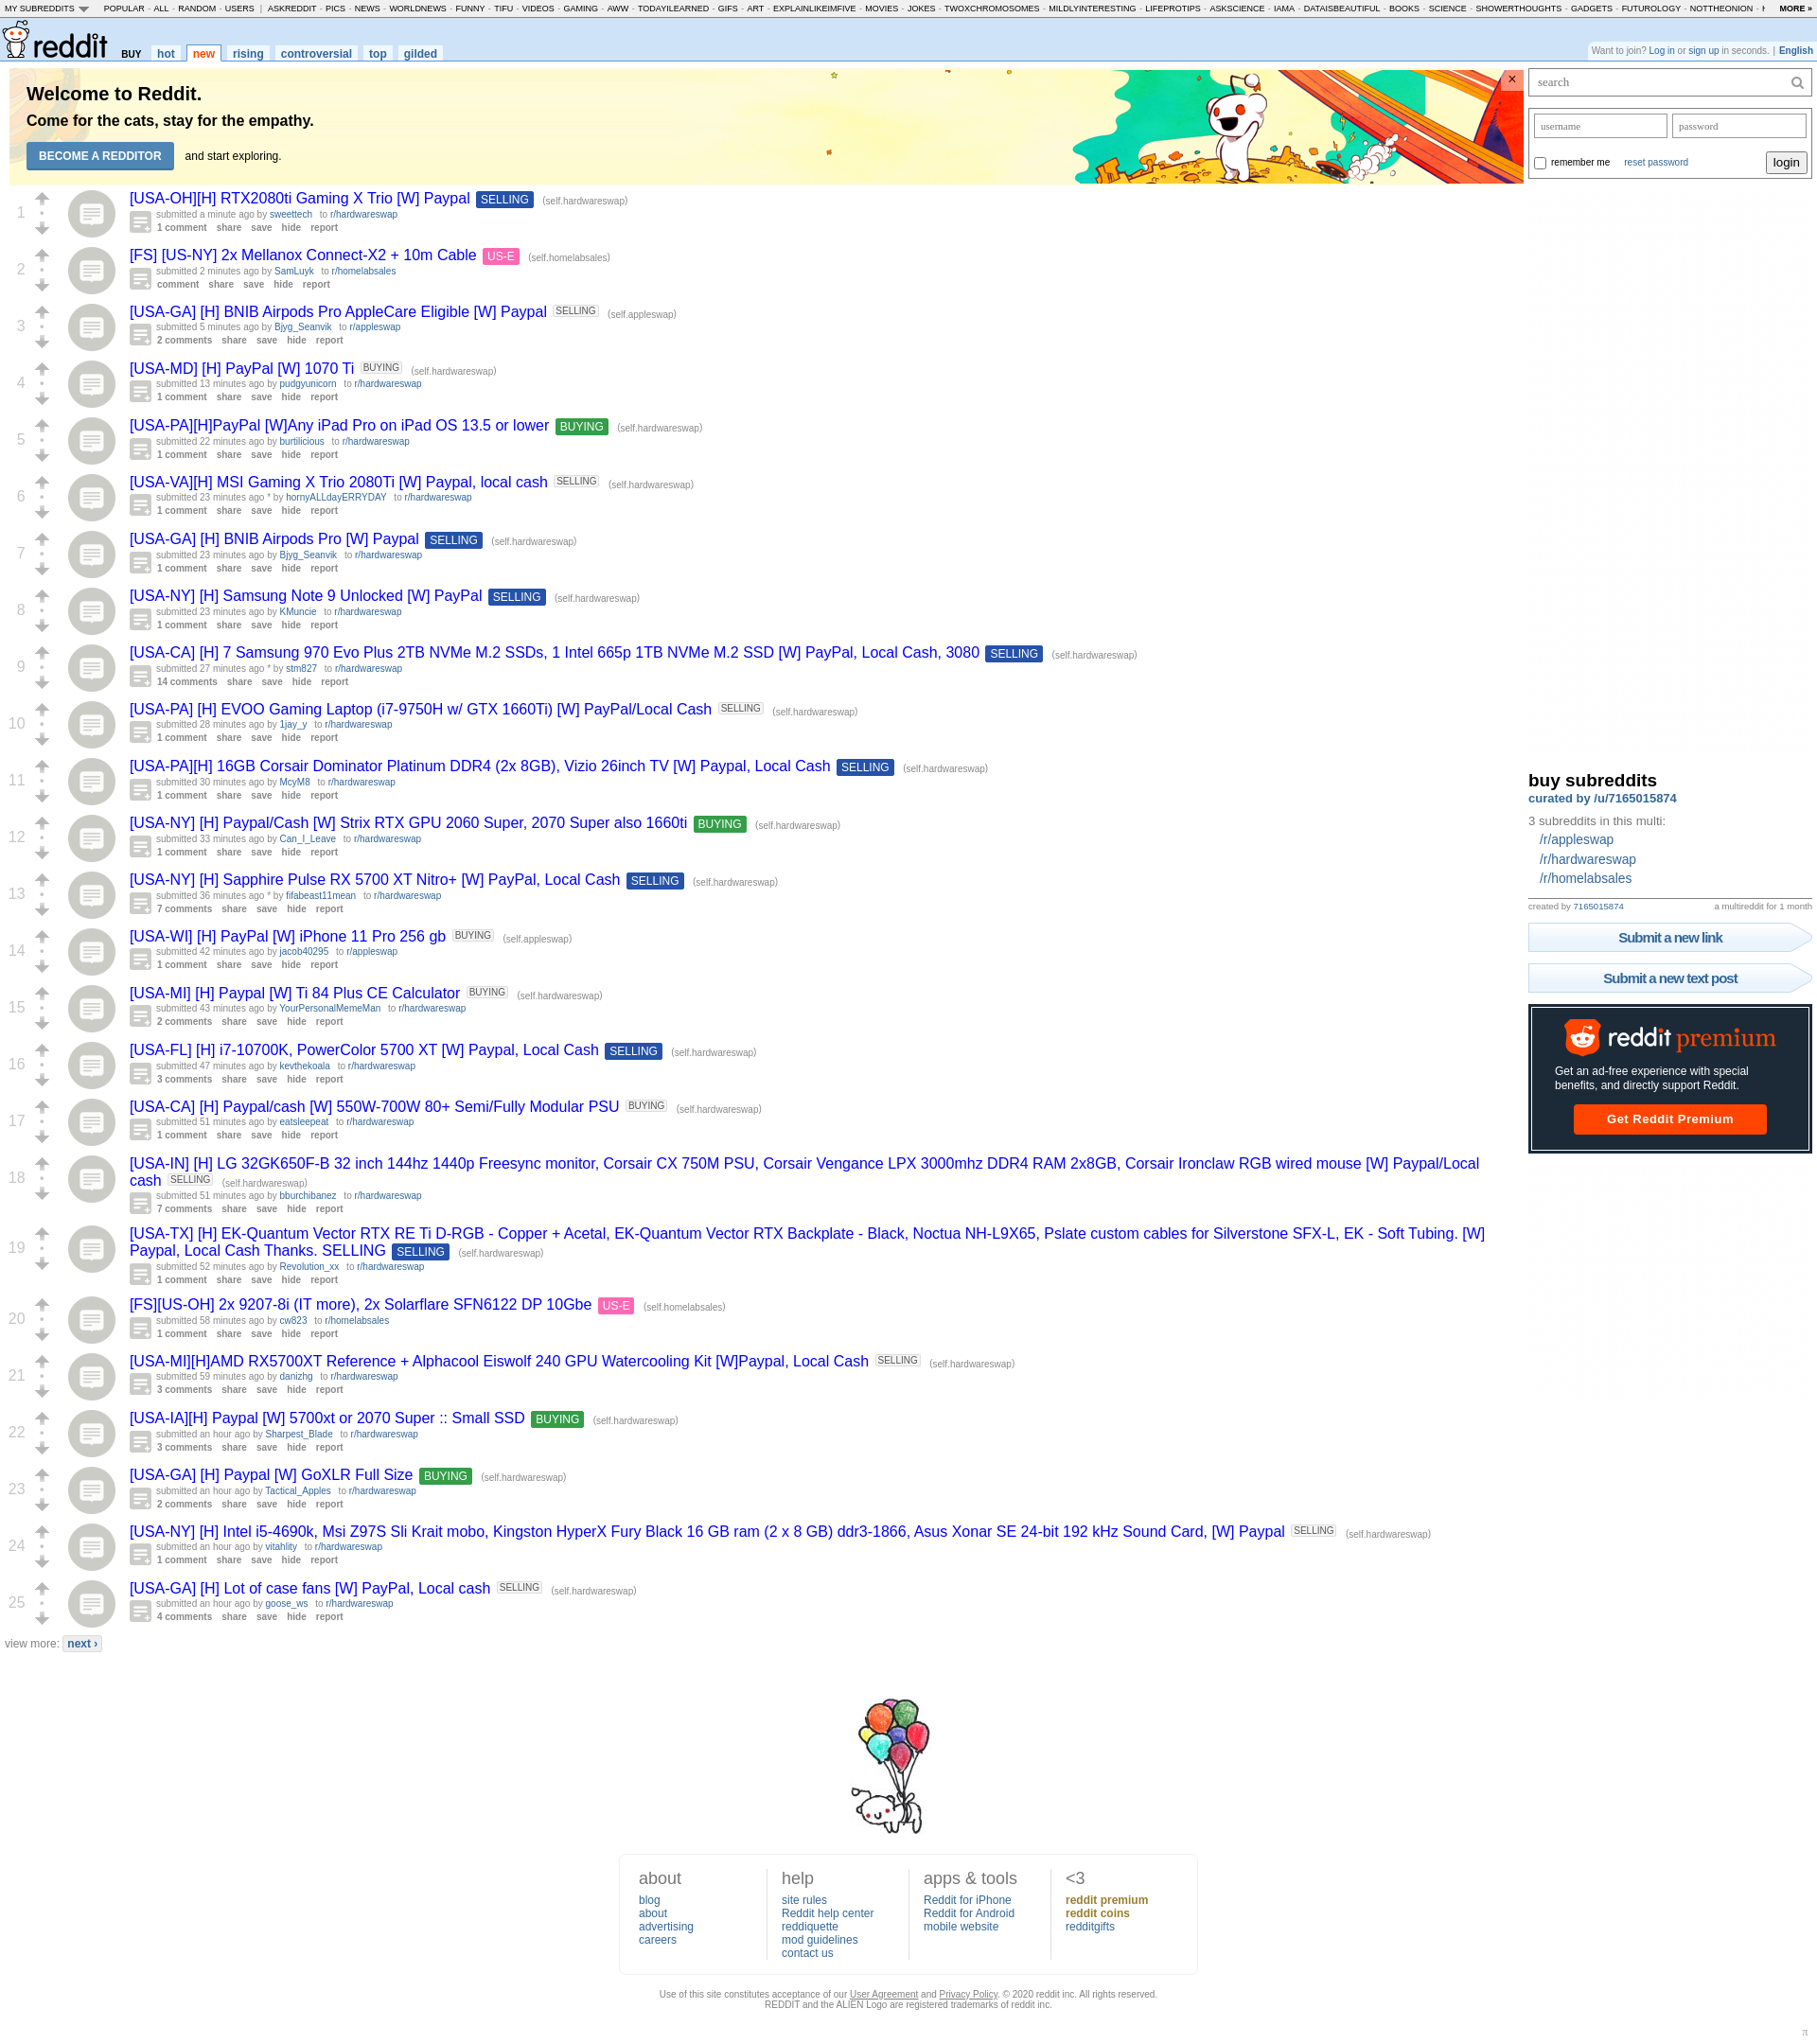 MY SUBREDDITS POPULAR - ALL - RANDOM - USERS | ASKREDDIT - PICS - NEWS - WORLDNEWS - FUNNY - TIFU - VIDEOS - GAMING - AWW - TODAYILEARNED - GIFS - ART - EXPLAINLIKEIMFIVE - MOVIES - JOKES - TWOXCHROMOSOMES - MILDLYINTERESTING - LIFEPROTIPS - ASKSCIENCE - IAMA - DATAISBEAUTIFUL - BOOKS - SCIENCE - SHOWERTHOUGHTS - GADGETS - FUTUROLOGY - NOTTHEONION - MORE »
reddit BUY hot new rising controversial top gilded
Want to join? Log in or sign up in seconds. | English
Welcome to Reddit.
Come for the cats, stay for the empathy.
BECOME A REDDITOR and start exploring.
×
search
username password
remember me reset password login
1 [USA-OH][H] RTX2080ti Gaming X Trio [W] Paypal SELLING (self.hardwareswap)
submitted a minute ago by sweettech to r/hardwareswap
1 comment share save hide report
2 [FS] [US-NY] 2x Mellanox Connect-X2 + 10m Cable US-E (self.homelabsales)
submitted 2 minutes ago by SamLuyk to r/homelabsales
comment share save hide report
3 [USA-GA] [H] BNIB Airpods Pro AppleCare Eligible [W] Paypal SELLING (self.appleswap)
submitted 5 minutes ago by Bjyg_Seanvik to r/appleswap
2 comments share save hide report
4 [USA-MD] [H] PayPal [W] 1070 Ti BUYING (self.hardwareswap)
submitted 13 minutes ago by pudgyunicorn to r/hardwareswap
1 comment share save hide report
5 [USA-PA][H]PayPal [W]Any iPad Pro on iPad OS 13.5 or lower BUYING (self.hardwareswap)
submitted 22 minutes ago by burtilicious to r/hardwareswap
1 comment share save hide report
6 [USA-VA][H] MSI Gaming X Trio 2080Ti [W] Paypal, local cash SELLING (self.hardwareswap)
submitted 23 minutes ago * by hornyALLdayERRYDAY to r/hardwareswap
1 comment share save hide report
7 [USA-GA] [H] BNIB Airpods Pro [W] Paypal SELLING (self.hardwareswap)
submitted 23 minutes ago by Bjyg_Seanvik to r/hardwareswap
1 comment share save hide report
8 [USA-NY] [H] Samsung Note 9 Unlocked [W] PayPal SELLING (self.hardwareswap)
submitted 23 minutes ago by KMuncie to r/hardwareswap
1 comment share save hide report
9 [USA-CA] [H] 7 Samsung 970 Evo Plus 2TB NVMe M.2 SSDs, 1 Intel 665p 1TB NVMe M.2 SSD [W] PayPal, Local Cash, 3080 SELLING (self.hardwareswap)
submitted 27 minutes ago * by stm827 to r/hardwareswap
14 comments share save hide report
10 [USA-PA] [H] EVOO Gaming Laptop (i7-9750H w/ GTX 1660Ti) [W] PayPal/Local Cash SELLING (self.hardwareswap)
submitted 28 minutes ago by 1jay_y to r/hardwareswap
1 comment share save hide report
11 [USA-PA][H] 16GB Corsair Dominator Platinum DDR4 (2x 8GB), Vizio 26inch TV [W] Paypal, Local Cash SELLING (self.hardwareswap)
submitted 30 minutes ago by McyM8 to r/hardwareswap
1 comment share save hide report
12 [USA-NY] [H] Paypal/Cash [W] Strix RTX GPU 2060 Super, 2070 Super also 1660ti BUYING (self.hardwareswap)
submitted 33 minutes ago by Can_I_Leave to r/hardwareswap
1 comment share save hide report
13 [USA-NY] [H] Sapphire Pulse RX 5700 XT Nitro+ [W] PayPal, Local Cash SELLING (self.hardwareswap)
submitted 36 minutes ago * by fifabeast11mean to r/hardwareswap
7 comments share save hide report
14 [USA-WI] [H] PayPal [W] iPhone 11 Pro 256 gb BUYING (self.appleswap)
submitted 42 minutes ago by jacob40295 to r/appleswap
1 comment share save hide report
15 [USA-MI] [H] Paypal [W] Ti 84 Plus CE Calculator BUYING (self.hardwareswap)
submitted 43 minutes ago by YourPersonalMemeMan to r/hardwareswap
2 comments share save hide report
16 [USA-FL] [H] i7-10700K, PowerColor 5700 XT [W] Paypal, Local Cash SELLING (self.hardwareswap)
submitted 47 minutes ago by kevthekoala to r/hardwareswap
3 comments share save hide report
17 [USA-CA] [H] Paypal/cash [W] 550W-700W 80+ Semi/Fully Modular PSU BUYING (self.hardwareswap)
submitted 51 minutes ago by eatsleepeat to r/hardwareswap
1 comment share save hide report
18 [USA-IN] [H] LG 32GK650F-B 32 inch 144hz 1440p Freesync monitor, Corsair CX 750M PSU, Corsair Vengance LPX 3000mhz DDR4 RAM 2x8GB, Corsair Ironclaw RGB wired mouse [W] Paypal/Local
cash SELLING (self.hardwareswap)
submitted 51 minutes ago by bburchibanez to r/hardwareswap
7 comments share save hide report
19 [USA-TX] [H] EK-Quantum Vector RTX RE Ti D-RGB - Copper + Acetal, EK-Quantum Vector RTX Backplate - Black, Noctua NH-L9X65, Pslate custom cables for Silverstone SFX-L, EK - Soft Tubing. [W]
Paypal, Local Cash Thanks. SELLING SELLING (self.hardwareswap)
submitted 52 minutes ago by Revolution_xx to r/hardwareswap
1 comment share save hide report
20 [FS][US-OH] 2x 9207-8i (IT more), 2x Solarflare SFN6122 DP 10Gbe US-E (self.homelabsales)
submitted 58 minutes ago by cw823 to r/homelabsales
1 comment share save hide report
21 [USA-MI][H]AMD RX5700XT Reference + Alphacool Eiswolf 240 GPU Watercooling Kit [W]Paypal, Local Cash SELLING (self.hardwareswap)
submitted 59 minutes ago by danizhg to r/hardwareswap
3 comments share save hide report
22 [USA-IA][H] Paypal [W] 5700xt or 2070 Super :: Small SSD BUYING (self.hardwareswap)
submitted an hour ago by Sharpest_Blade to r/hardwareswap
3 comments share save hide report
23 [USA-GA] [H] Paypal [W] GoXLR Full Size BUYING (self.hardwareswap)
submitted an hour ago by Tactical_Apples to r/hardwareswap
2 comments share save hide report
24 [USA-NY] [H] Intel i5-4690k, Msi Z97S Sli Krait mobo, Kingston HyperX Fury Black 16 GB ram (2 x 8 GB) ddr3-1866, Asus Xonar SE 24-bit 192 kHz Sound Card, [W] Paypal SELLING (self.hardwareswap)
submitted an hour ago by vitahlity to r/hardwareswap
1 comment share save hide report
25 [USA-GA] [H] Lot of case fans [W] PayPal, Local cash SELLING (self.hardwareswap)
submitted an hour ago by goose_ws to r/hardwareswap
4 comments share save hide report
view more: next ›
buy subreddits
curated by /u/7165015874
3 subreddits in this multi:
/r/appleswap
/r/hardwareswap
/r/homelabsales
created by 7165015874 a multireddit for 1 month
Submit a new link
Submit a new text post
reddit premium
Get an ad-free experience with special
benefits, and directly support Reddit.
Get Reddit Premium
about
blog
about
advertising
careers
help
site rules
Reddit help center
reddiquette
mod guidelines
contact us
apps & tools
Reddit for iPhone
Reddit for Android
mobile website
<3
reddit premium
reddit coins
redditgifts
Use of this site constitutes acceptance of our User Agreement and Privacy Policy. © 2020 reddit inc. All rights reserved.
REDDIT and the ALIEN Logo are registered trademarks of reddit inc.
π